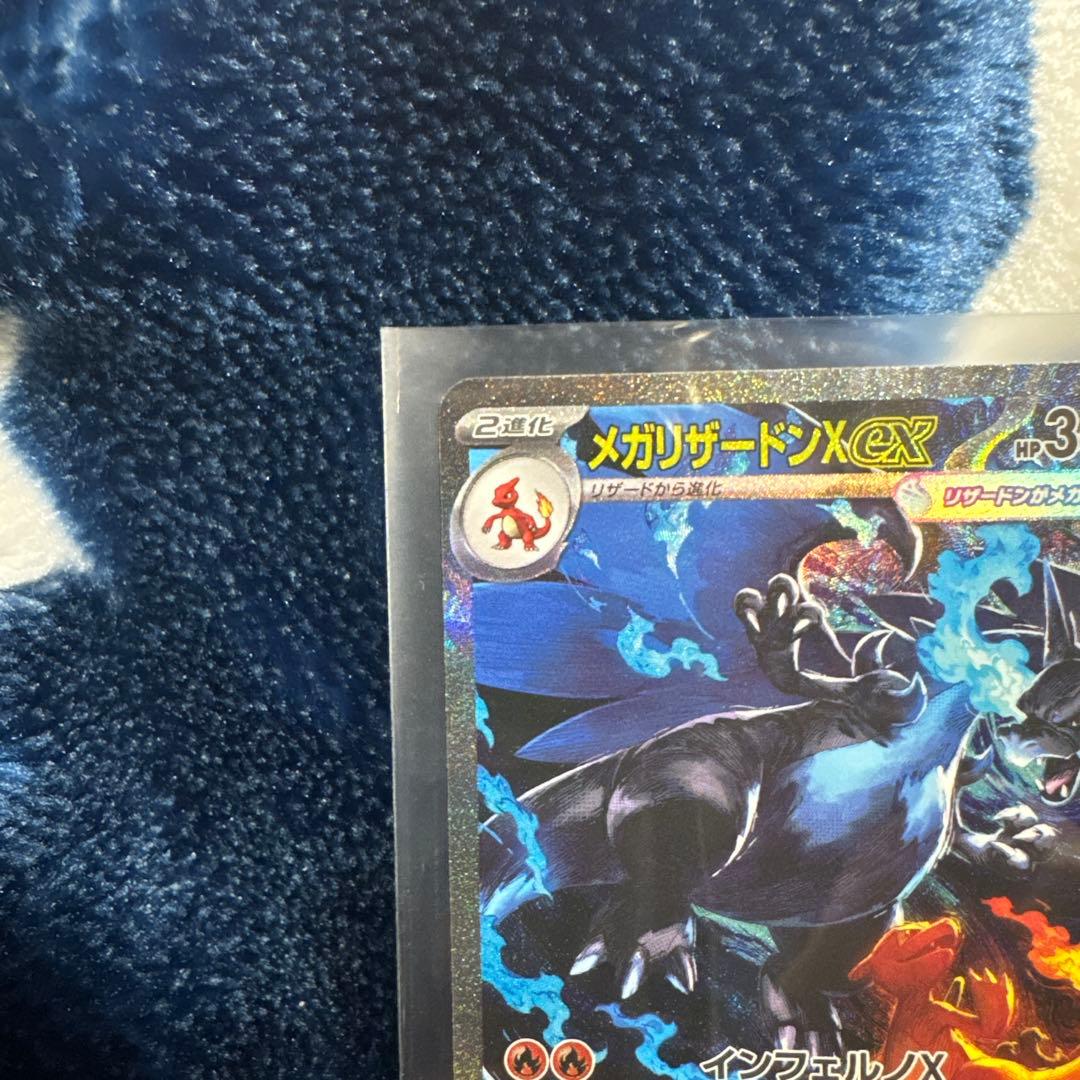 2進化
メガリザードンXex
HP3
リザードから進化
リザードンがメガ
インフェルノX